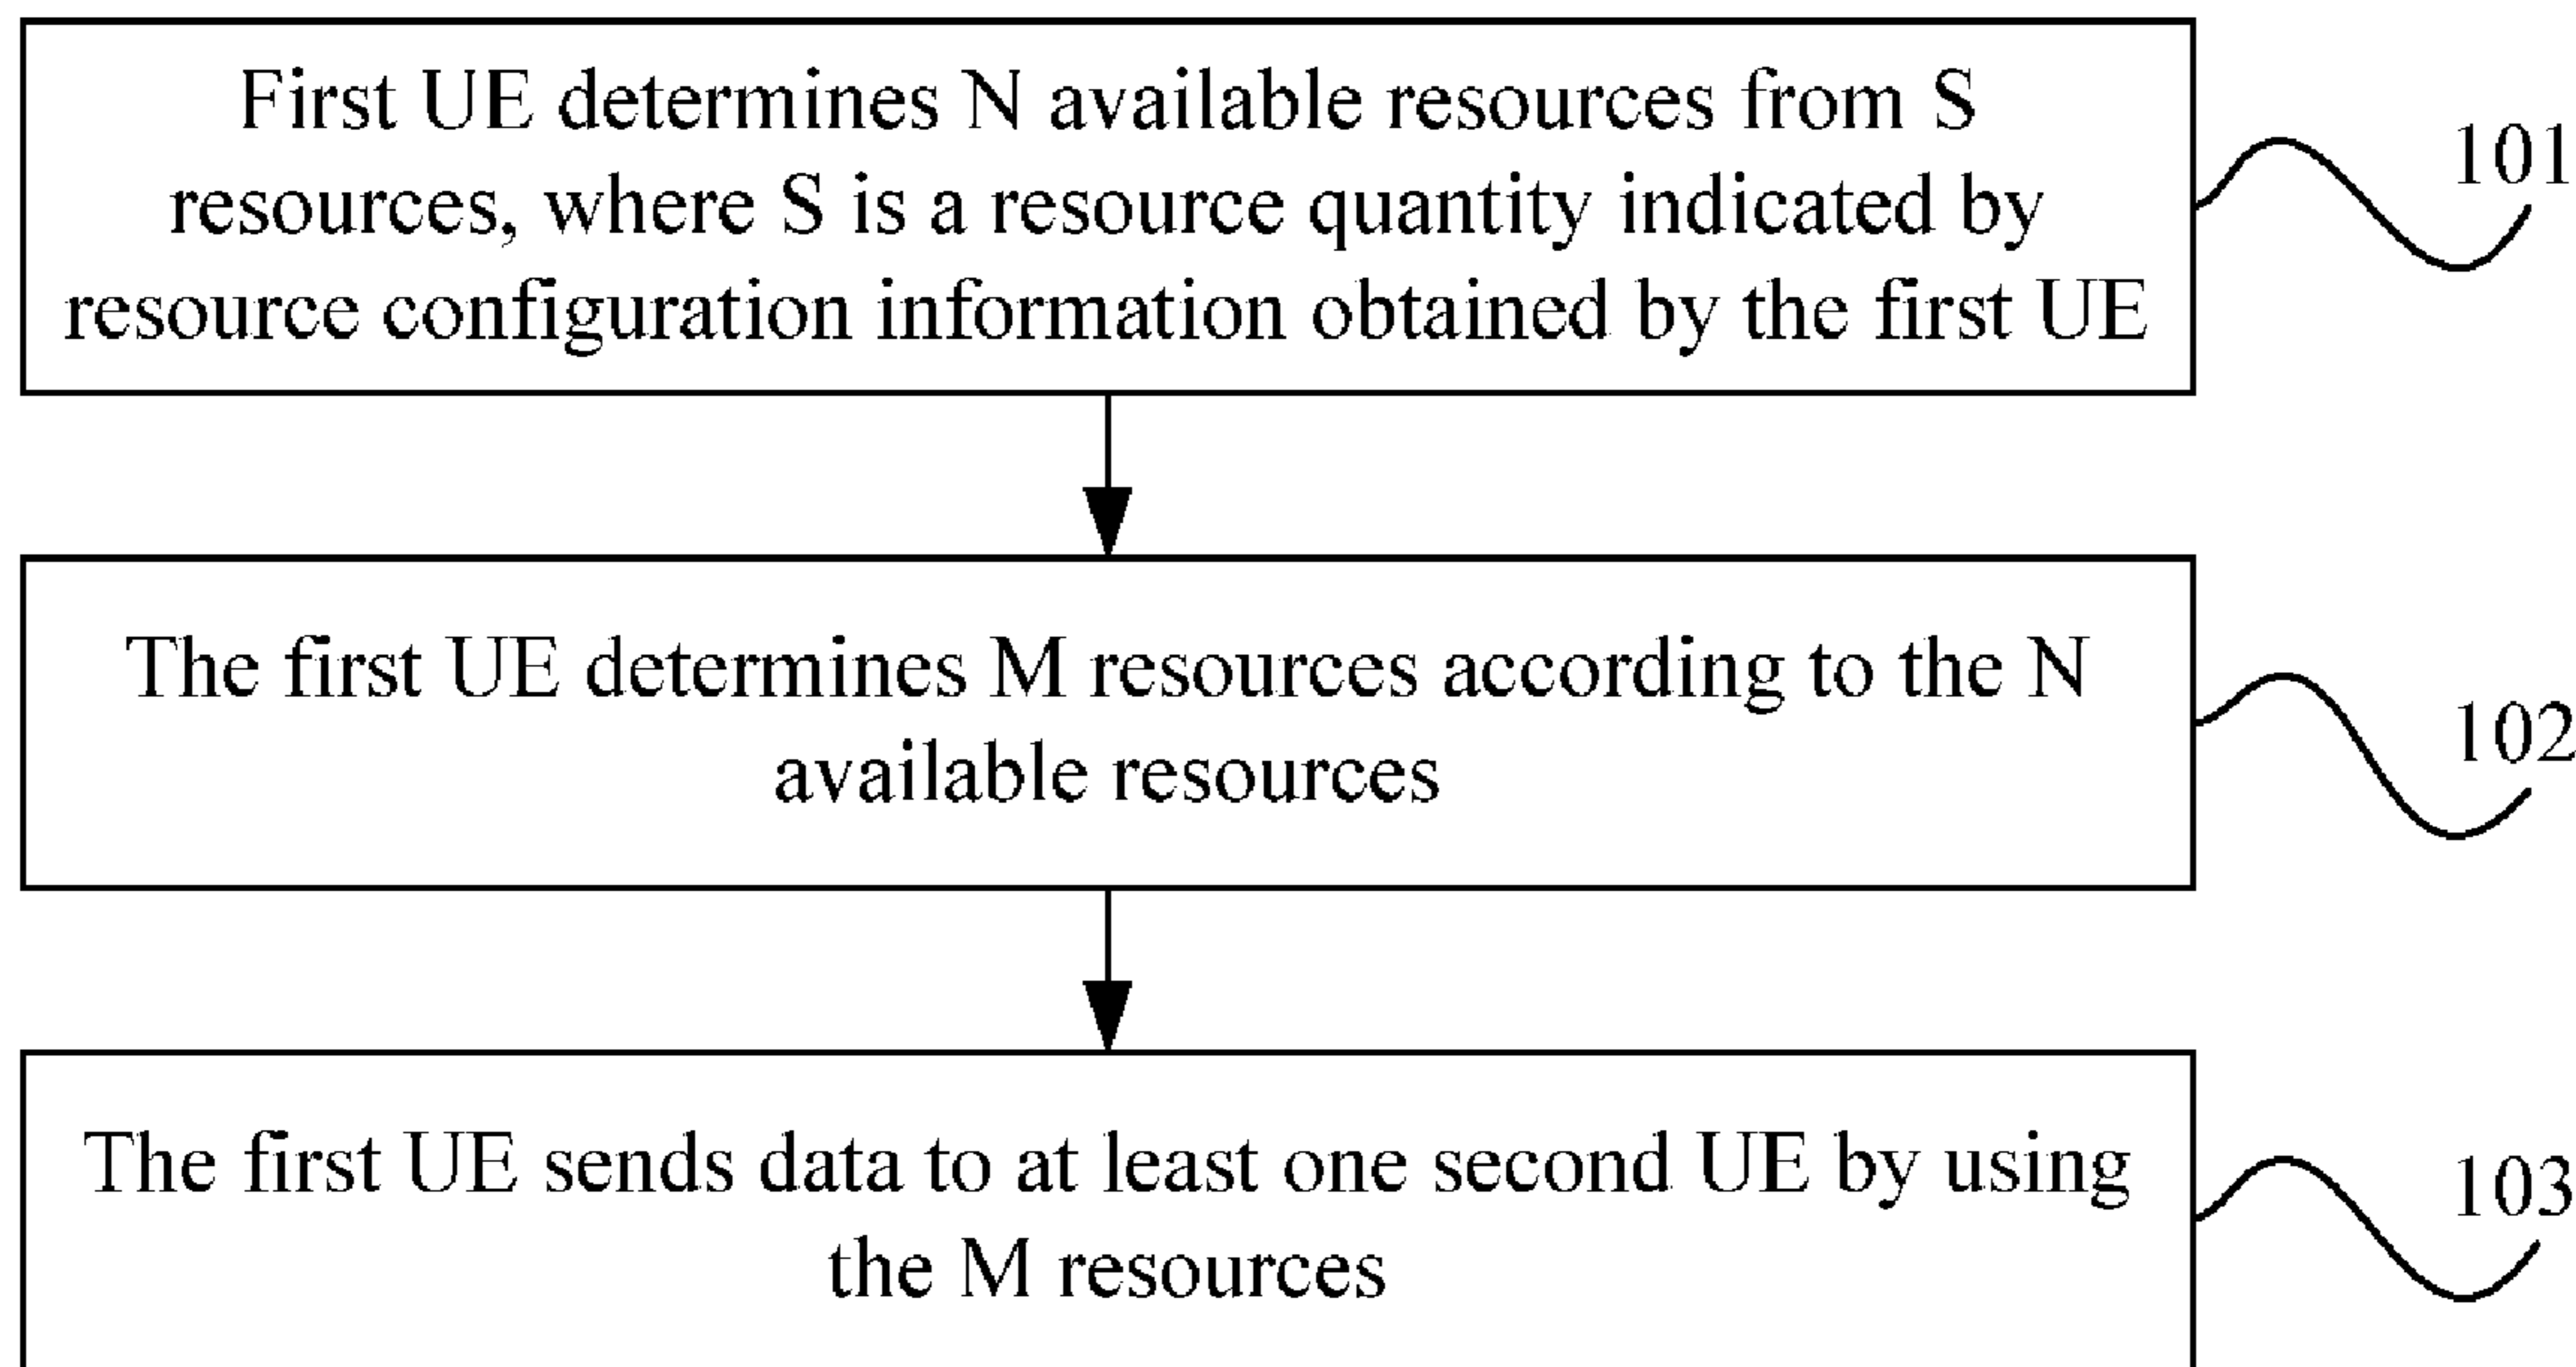 First UE determines N available resources from S
resources, where S is a resource quantity indicated by
resource configuration information obtained by the first UE
101
The first UE determines M resources according to the N
available resources
102
The first UE sends data to at least one second UE by using
the M resources
103